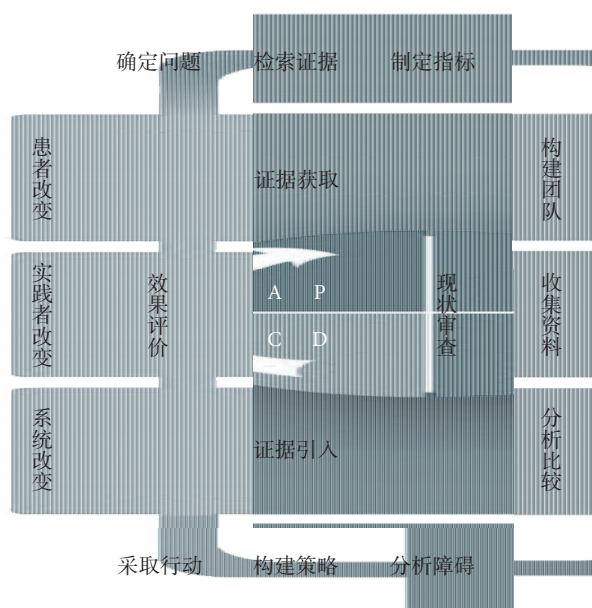 确定问题 检索证据 制定指标
患者改变
证据获取
构建团队
实践者改变
效果评价
A P
C D
现状审查
收集资料
系统改变
证据引入
分析比较
采取行动 构建策略 分析障碍